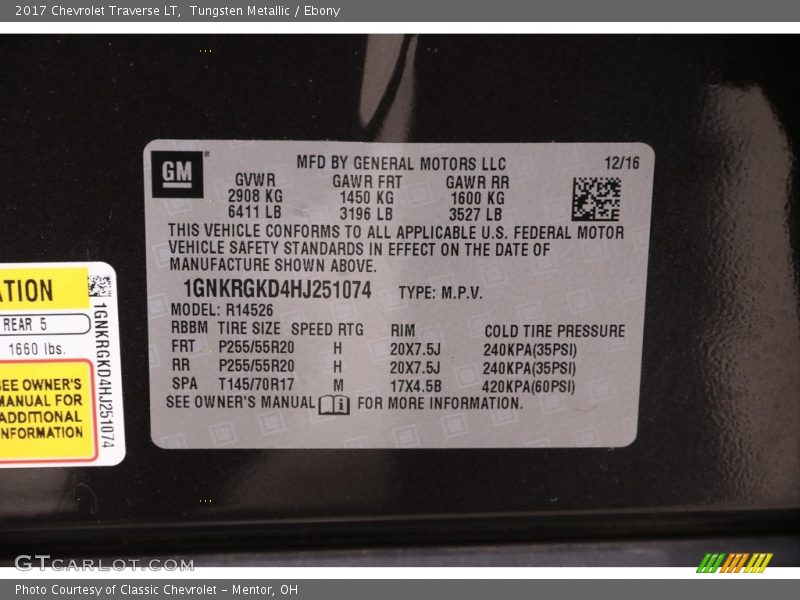 2017 Chevrolet Traverse LT, Tungsten Metallic / Ebony
GM
MFD BY GENERAL MOTORS LLC 12/16
GVWR GAWR FRT GAWR RR
2908 KG 1450 KG 1600 KG
6411 LB 3196 LB 3527 LB
THIS VEHICLE CONFORMS TO ALL APPLICABLE U.S. FEDERAL MOTOR
VEHICLE SAFETY STANDARDS IN EFFECT ON THE DATE OF
MANUFACTURE SHOWN ABOVE.
1GNKRGKD4HJ251074 TYPE: M.P.V.
MODEL: R14526
RBBM TIRE SIZE SPEED RTG RIM COLD TIRE PRESSURE
FRT P255/55R20 H 20X7.5J 240KPA(35PSI)
RR P255/55R20 H 20X7.5J 240KPA(35PSI)
SPA T145/70R17 M 17X4.5B 420KPA(60PSI)
SEE OWNER'S MANUAL i FOR MORE INFORMATION.
ATION
REAR 5
1660 lbs.
SEE OWNER'S
MANUAL FOR
ADDITIONAL
INFORMATION
1GNKRGKD4HJ251074
GTCARLOT.COM
Photo Courtesy of Classic Chevrolet - Mentor, OH